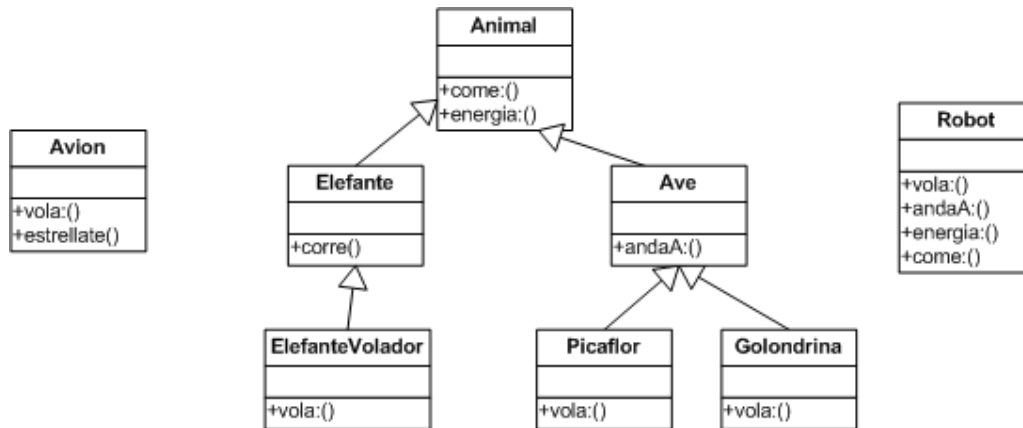 Animal
+come:()
+energia:()
Avion
+vola:()
+estrellate()
Elefante
+corre()
Ave
+andaA:()
Robot
+vola:()
+andaA:()
+energia:()
+come:()
ElefanteVolador
+vola:()
Picaflor
+vola:()
Golondrina
+vola:()